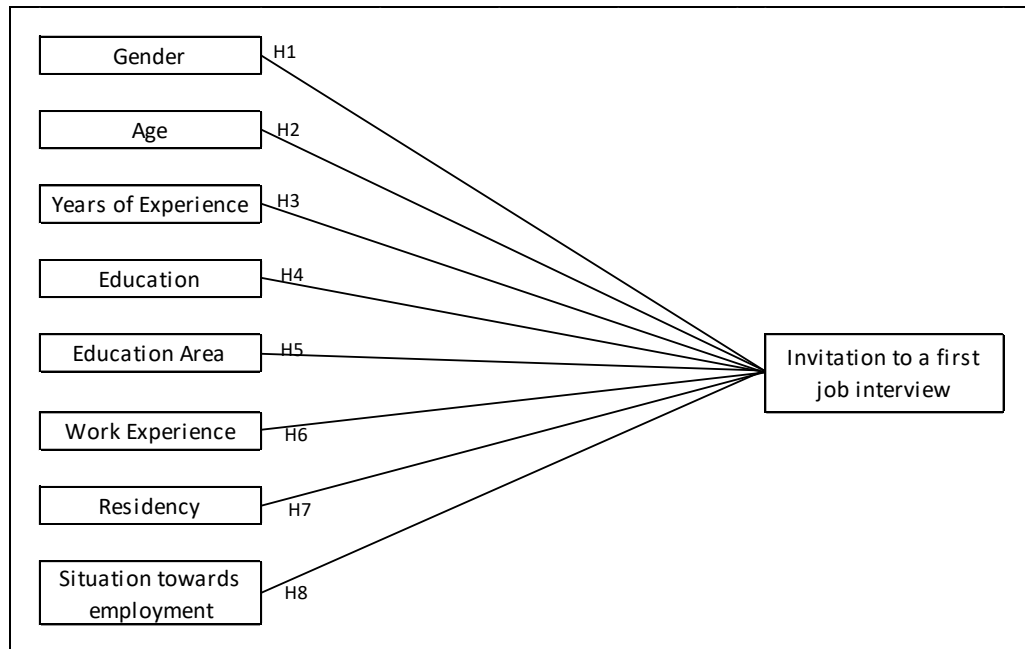 Gender
H1
Age
H2
Years of Experience
H3
Education
H4
Education Area
H5
Invitation to a first
job interview
Work Experience
H6
Residency
H7
Situation towards
employment
H8